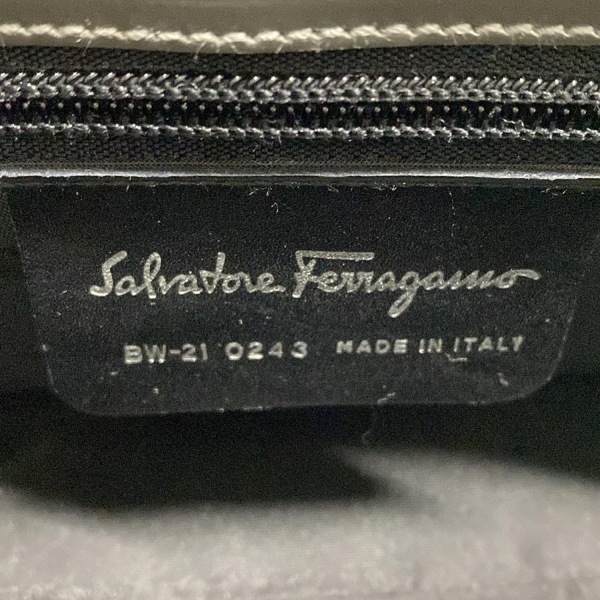 Salvatore Ferragamo
BW-21 0243 MADE IN ITALY